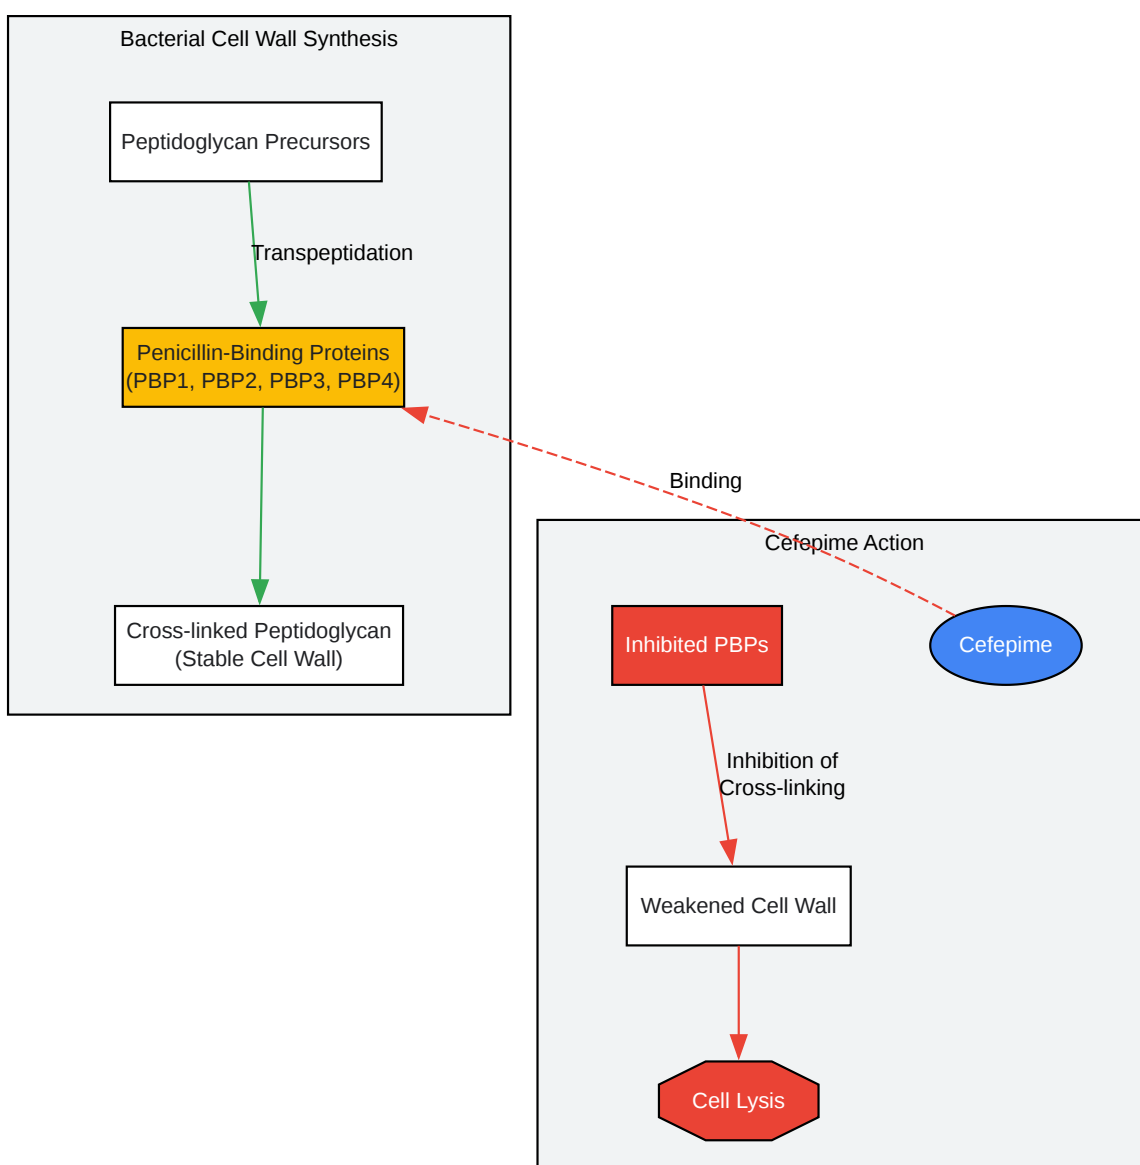 Bacterial Cell Wall Synthesis
Peptidoglycan Precursors
Transpeptidation
Penicillin-Binding Proteins
(PBP1, PBP2, PBP3, PBP4)
Cross-linked Peptidoglycan
(Stable Cell Wall)
Binding
Cefepime Action
Inhibited PBPs
Cefepime
Inhibition of
Cross-linking
Weakened Cell Wall
Cell Lysis